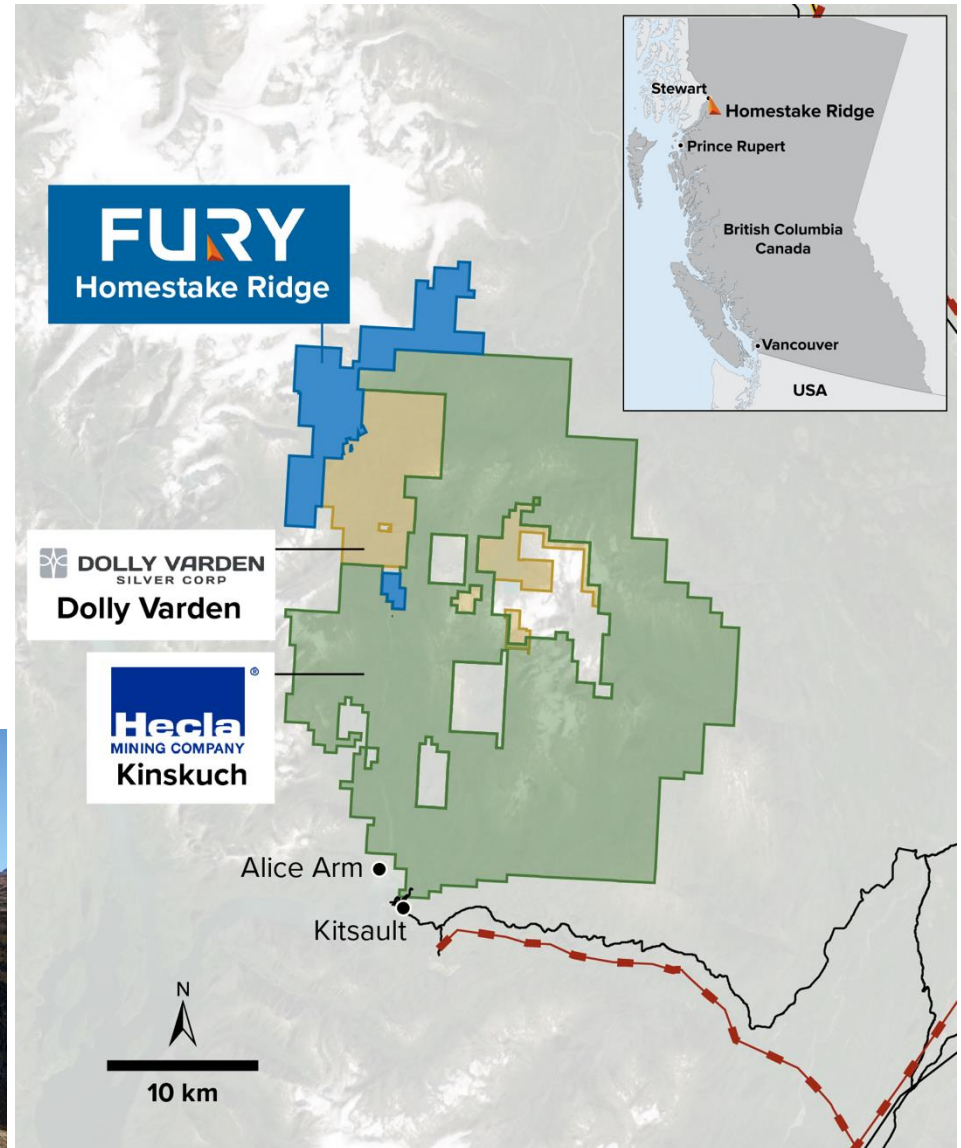 FURY
Homestake Ridge
DOLLY VARDEN
SILVER CORP
Dolly Varden
Hecla
®
MINING COMPANY
Kinskuch
Alice Arm
Kitsault
N
10 km
Stewart
Homestake Ridge
Prince Rupert
British Columbia
Canada
Vancouver
USA